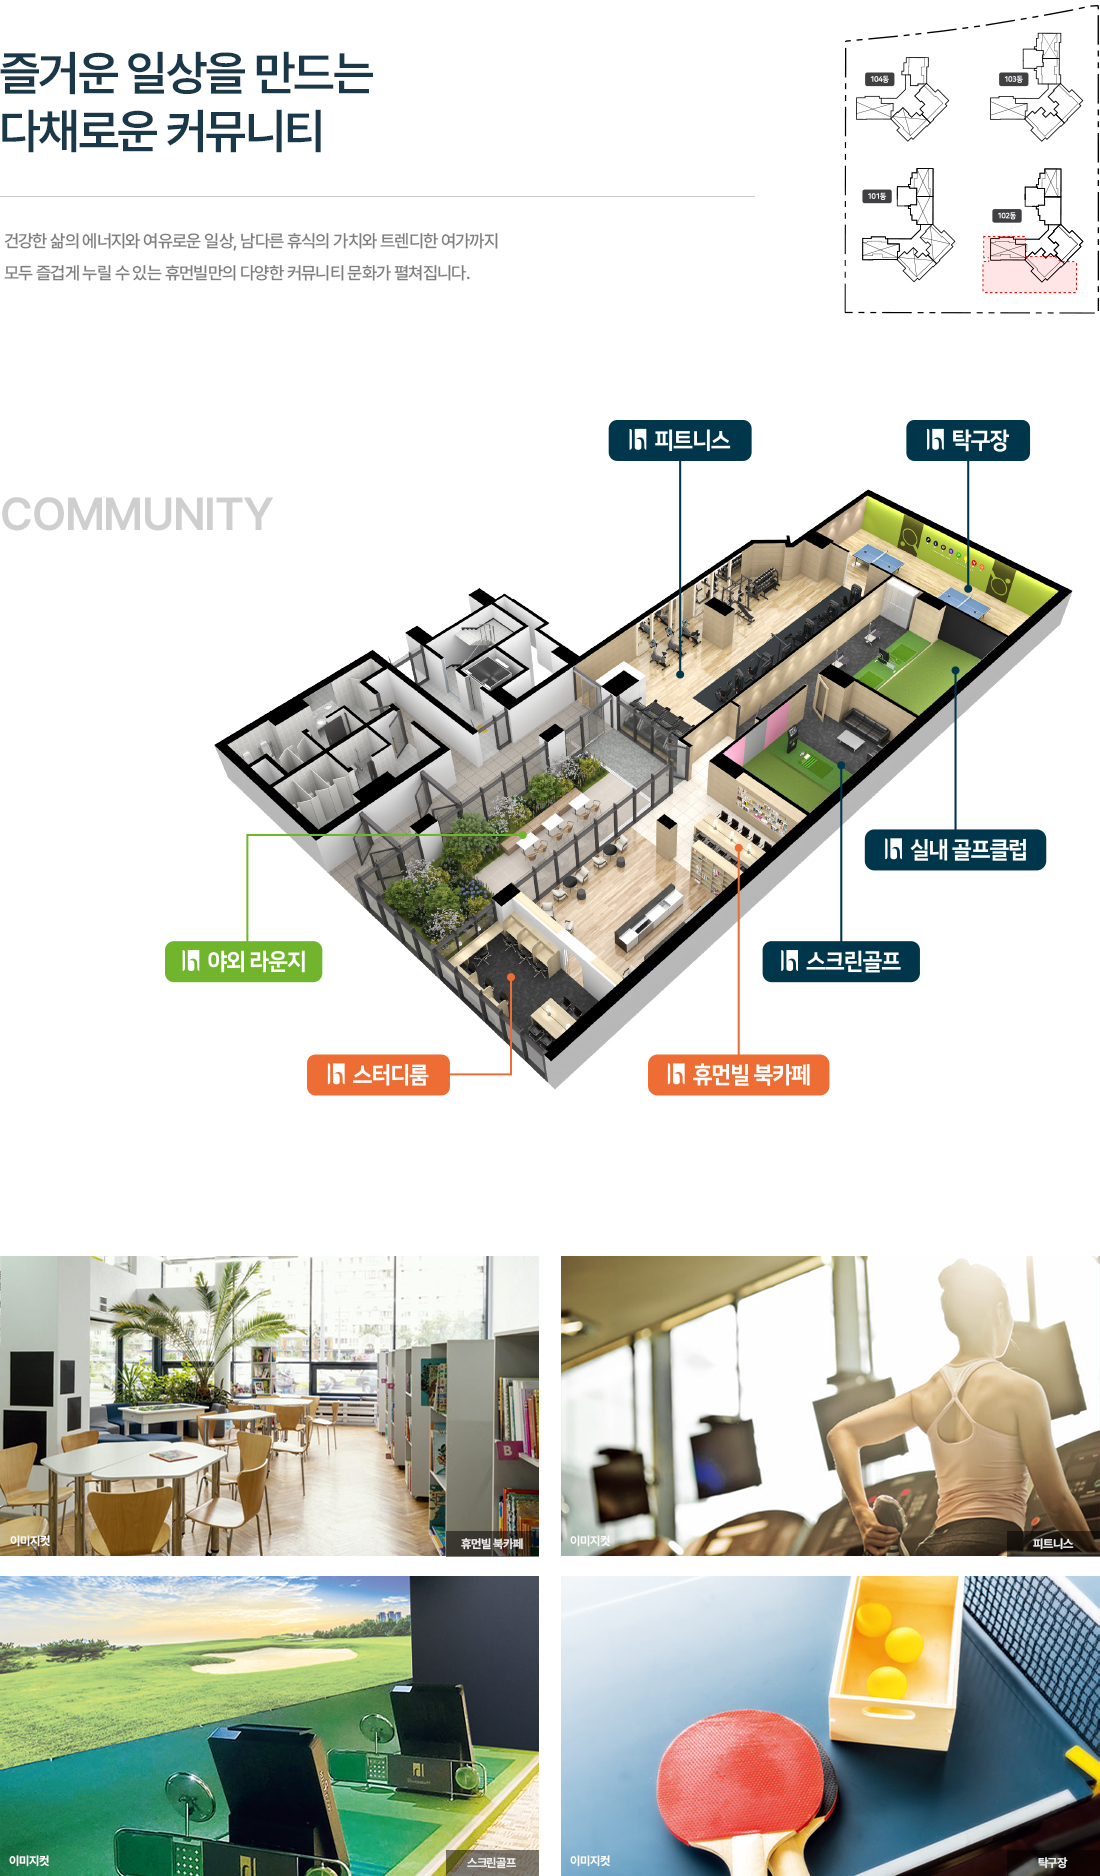 즐거운 일상을 만드는
다채로운 커뮤니티
건강한 삶의 에너지와 여유로운 일상, 남다른 휴식의 가치와 트렌디한 여가까지
모두 즐겁게 누릴 수 있는 휴먼빌만의 다양한 커뮤니티 문화가 펼쳐집니다.
104동
103동
101동
102동
COMMUNITY
피트니스
탁구장
실내 골프클럽
야외 라운지
스크린골프
스터디룸
휴먼빌 북카페
B
이미지컷
휴먼빌 북카페
이미지컷
피트니스
이미지컷
스크린골프
이미지컷
탁구장